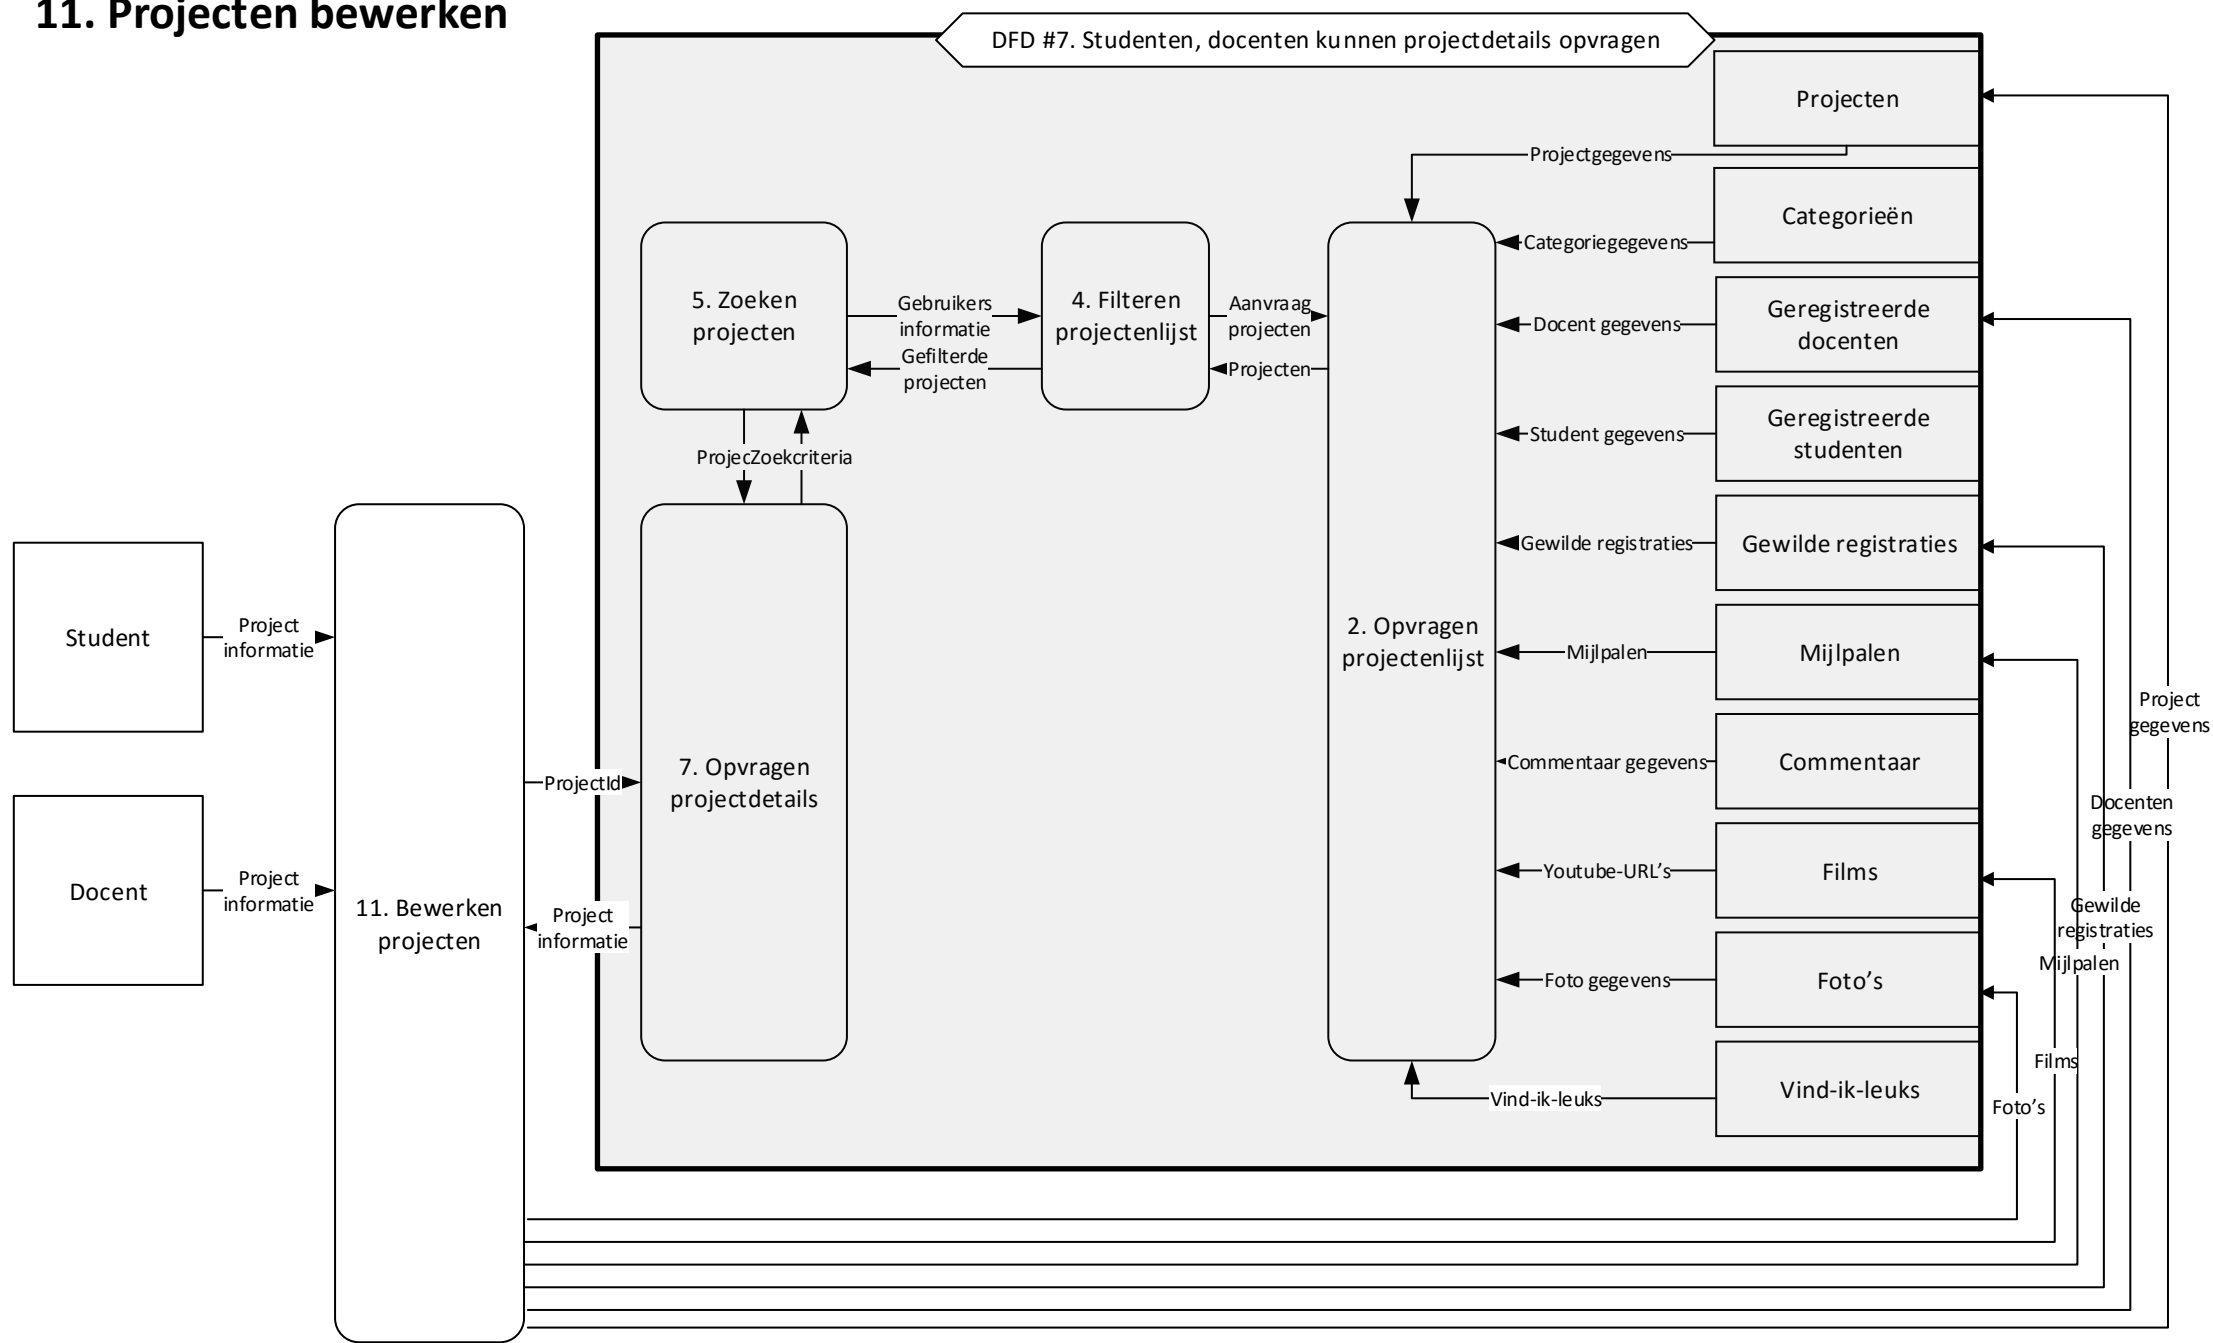 11. Projecten bewerken
DFD #7. Studenten, docenten kunnen projectdetails opvragen
Projecten
Projectgegevens
Categorieën
Categoriegegevens
5. Zoeken
projecten
Gebruikers
informatie
Gefilterde
projecten
4. Filteren
projectenlijst
Aanvraag
projecten
Projecten
2. Opvragen
projectenlijst
Docent gegevens
Geregistreerde
docenten
Student gegevens
Geregistreerde
studenten
Zoekcriteria
Gewilde registraties
Gewilde registraties
Mijlpalen
Mijlpalen
Commentaar gegevens
Commentaar
Youtube-URL’s
Films
Foto gegevens
Foto’s
Vind-ik-leuks
Vind-ik-leuks
Student
Project
informatie
Docent
Project
informatie
11. Bewerken
projecten
ProjectId
Project
informatie
7. Opvragen
projectdetails
Project
gegevens
Docenten
gegevens
Gewilde
registraties
Mijlpalen
Films
Foto’s